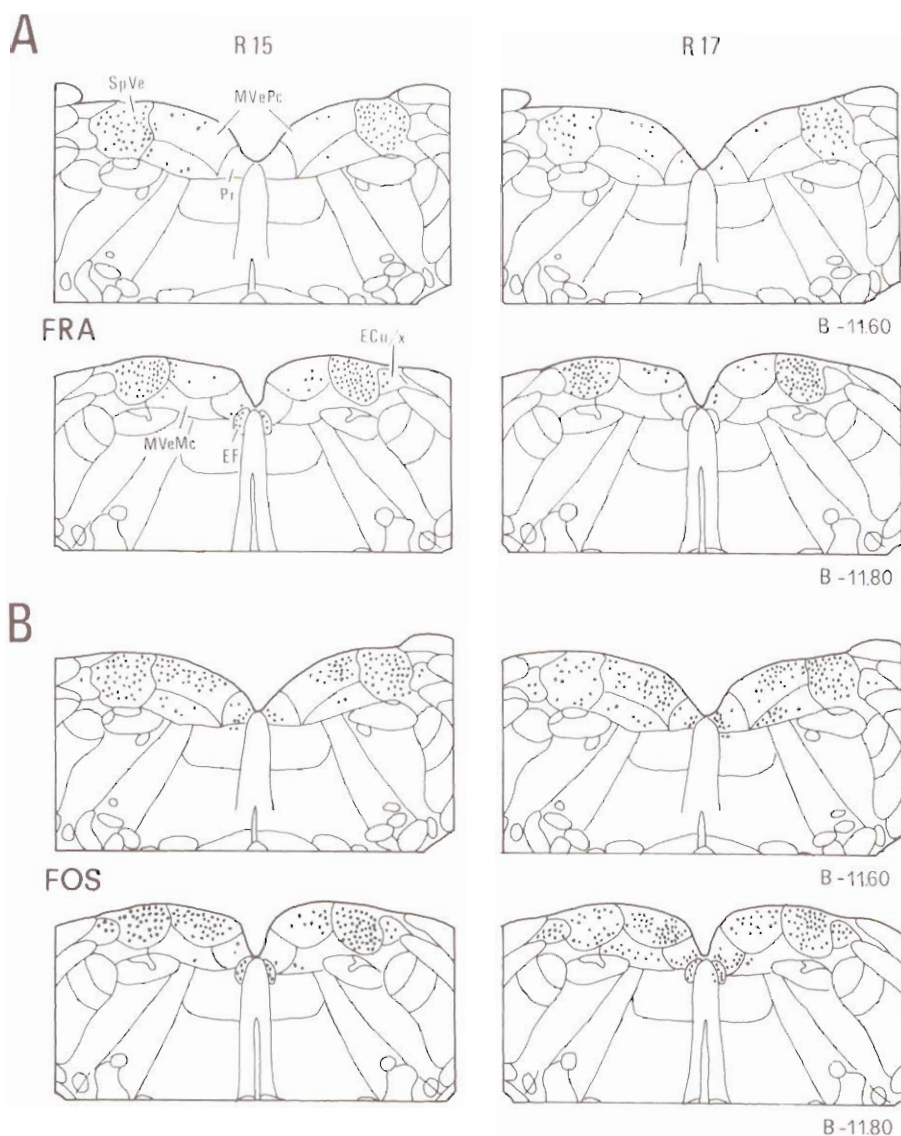 A
R 15
R 17
SpVe
MVePc
Pr
B -11.60
FRA
ECu/x
MVeMc
EF
B -11.80
B
B -11.60
FOS
B -11.80